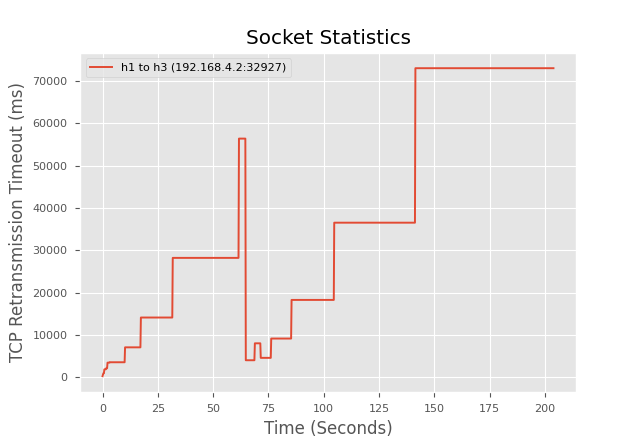 Socket Statistics
h1 to h3 (192.168.4.2:32927)
TCP Retransmission Timeout (ms)
70000
60000
50000
40000
30000
20000
10000
0
0 25 50 75 100 125 150 175 200
Time (Seconds)